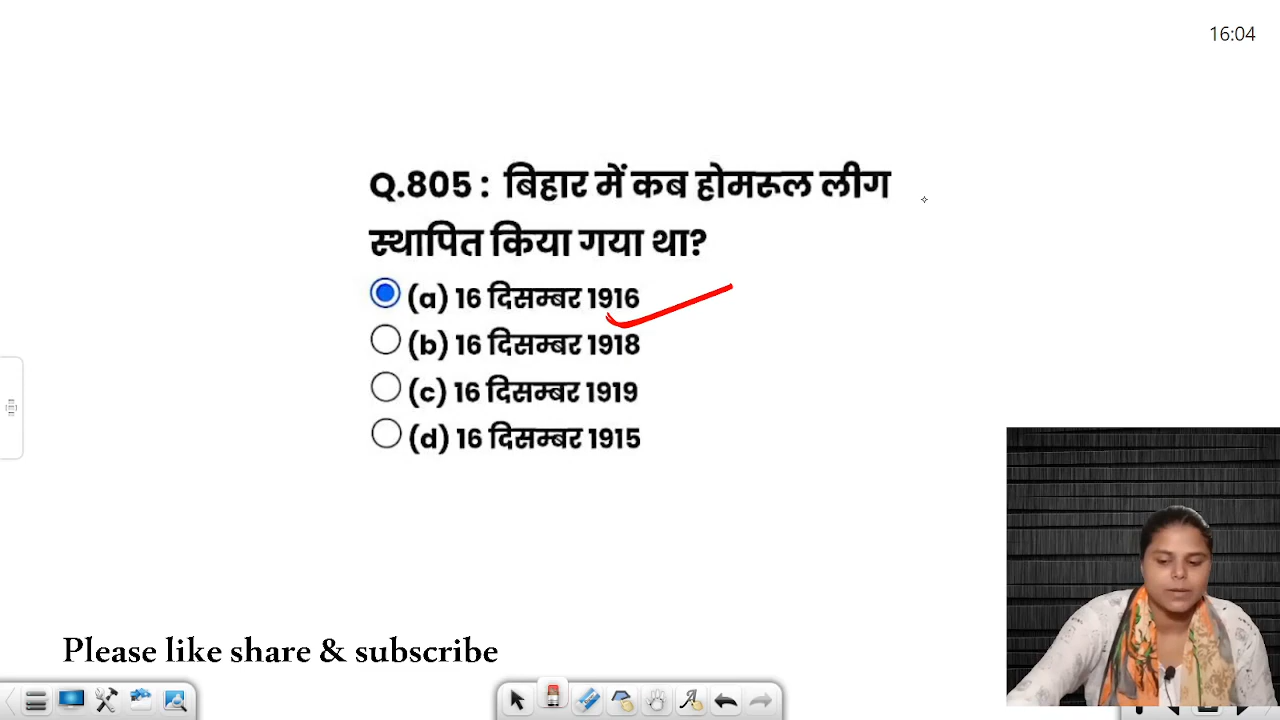 16:04
Q.805 : बिहार में कब होमरूल लीग
स्थापित किया गया था?
(a) 16 दिसम्बर 1916
(b) 16 दिसम्बर 1918
(c) 16 दिसम्बर 1919
(d) 16 दिसम्बर 1915
Please like share & subscribe